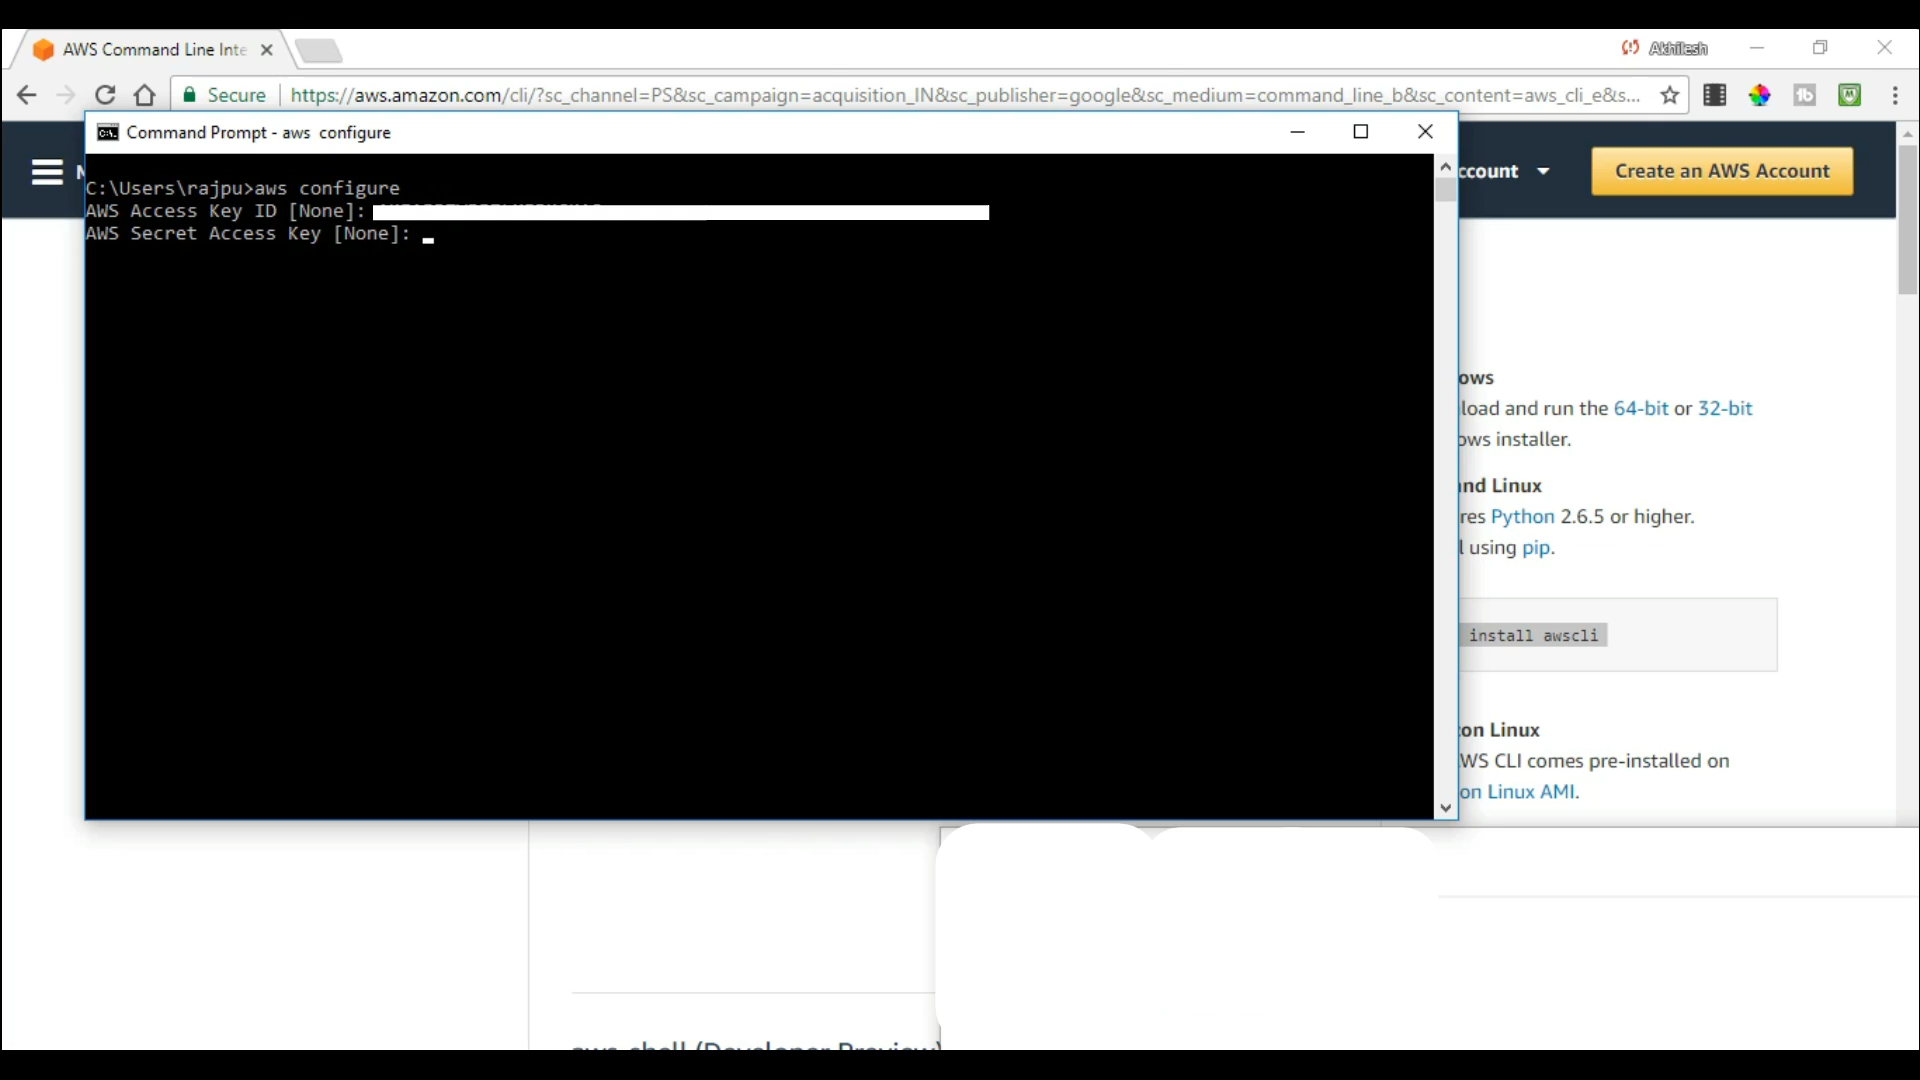 AWS Command Line Inte
Akhilesh
Secure
https://aws.amazon.com/cli/?sc_channel=PS&sc_campaign=acquisition_IN&sc_publisher=google&sc_medium=command_line_b&sc_content=aws_cli_e&s...
Command Prompt - aws configure
ccount
Create an AWS Account
C:\Users\rajpu>aws configure
AWS Access Key ID [None]:
AWS Secret Access Key [None]:
ows
load and run the 64-bit or 32-bit
ows installer.
nd Linux
res Python 2.6.5 or higher.
l using pip.
install awscli
on Linux
WS CLI comes pre-installed on
on Linux AMI.
aws-shell (Developer Preview)